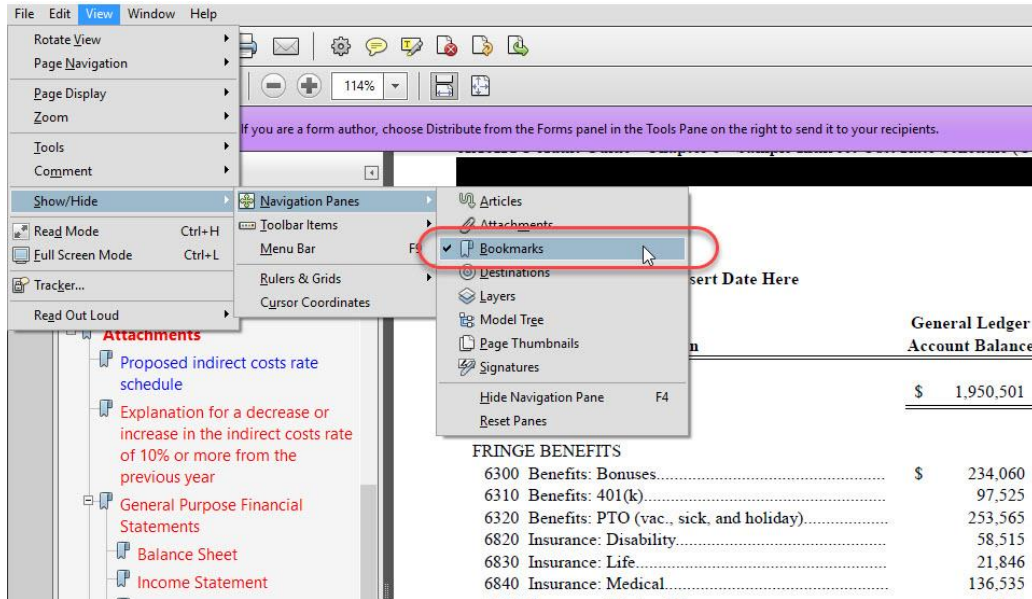 File Edit View Window Help
Rotate View
Page Navigation
Page Display
Zoom
Tools
Comment
Show/Hide
Read Mode Ctrl+H
Full Screen Mode Ctrl+L
Tracker...
Read Out Loud
114%
If you are a form author, choose Distribute from the Forms panel in the Tools Pane on the right to send it to your recipients.
Navigation Panes
Toolbar Items
Menu Bar F9
Rulers & Grids
Cursor Coordinates
Articles
Attachments
Bookmarks
Destinations
Layers
Model Tree
Page Thumbnails
Signatures
Hide Navigation Pane F4
Reset Panes
Attachments
Proposed indirect costs rate
schedule
Explanation for a decrease or
increase in the indirect costs rate
of 10% or more from the
previous year
General Purpose Financial
Statements
Balance Sheet
Income Statement
sert Date Here
General Ledger
Account Balance
$ 1,950,501
FRINGE BENEFITS
6300 Benefits: Bonuses $ 234,060
6310 Benefits: 401(k) 97,525
6320 Benefits: PTO (vac., sick, and holiday) 253,565
6820 Insurance: Disability 58,515
6830 Insurance: Life 21,846
6840 Insurance: Medical 136,535